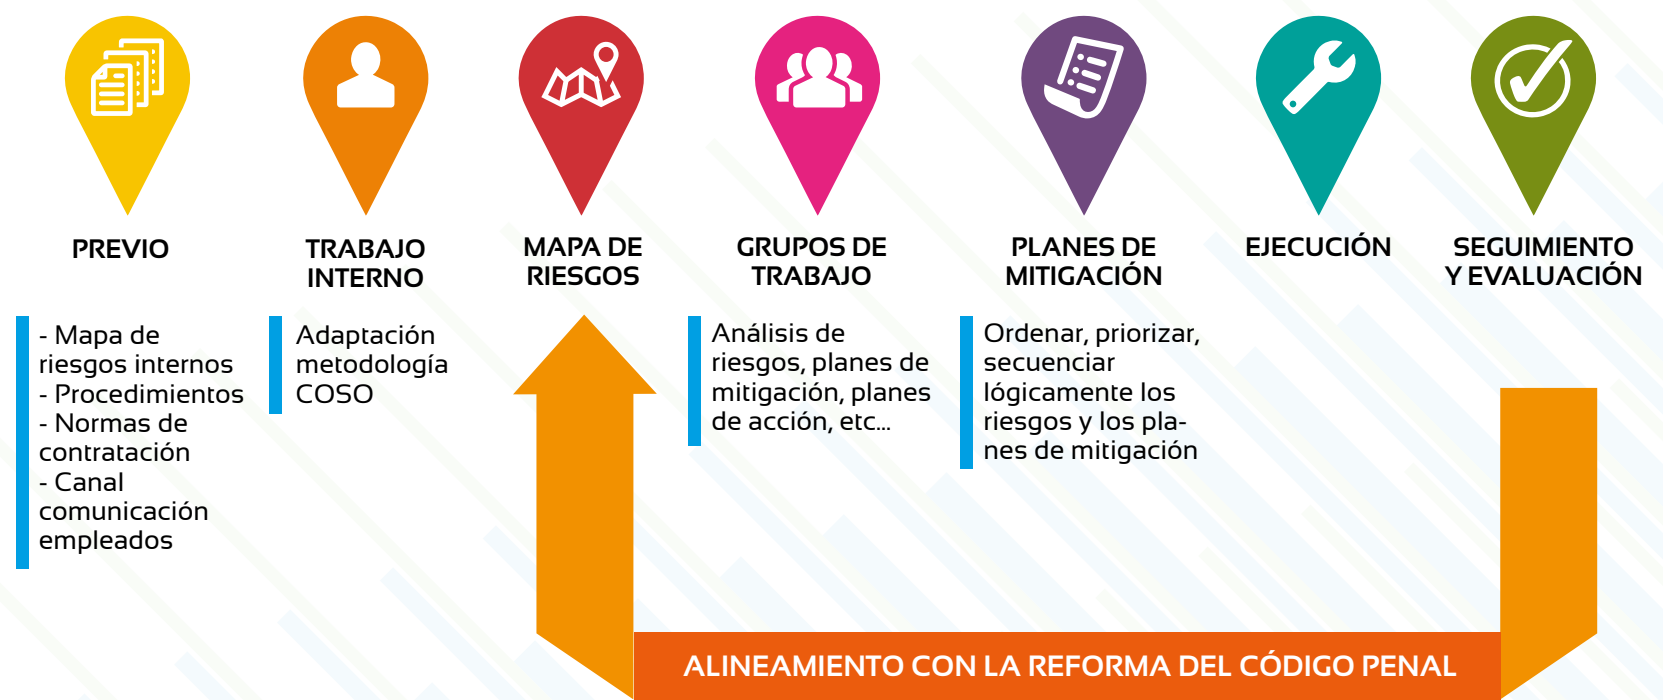 PREVIO
- Mapa de
riesgos internos
- Procedimientos
- Normas de
contratación
- Canal
comunicación
empleados
TRABAJO
INTERNO
Adaptación
metodología
COSO
MAPA DE
RIESGOS
GRUPOS DE
TRABAJO
Análisis de
riesgos, planes de
mitigación, planes
de acción, etc...
PLANES DE
MITIGACIÓN
Ordenar, priorizar,
secuenciar
lógicamente los
riesgos y los pla-
nes de mitigación
EJECUCIÓN
SEGUIMIENTO
Y EVALUACIÓN
ALINEAMIENTO CON LA REFORMA DEL CÓDIGO PENAL